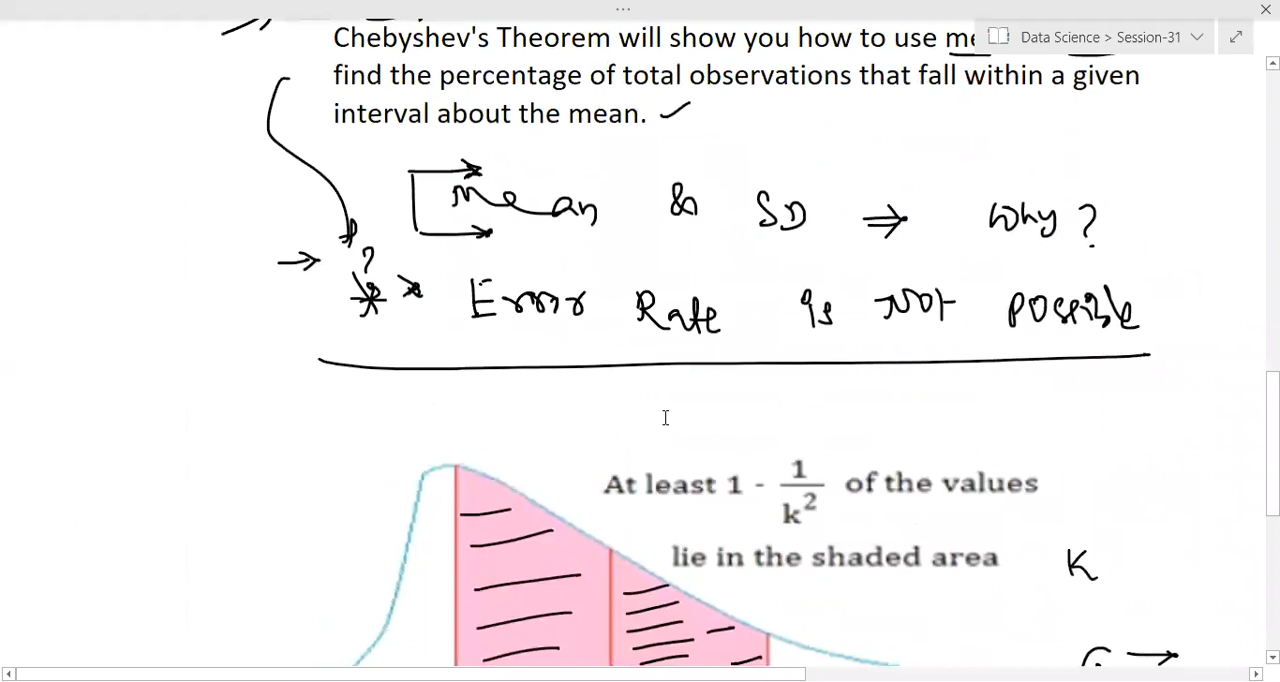 Data Science > Session-31
Chebyshev's Theorem will show you how to use
find the percentage of total observations that fall within a given
interval about the mean.
Mean & SD ⇒ Why?
?
** Error Rate is Not possible
At least 1 - 1/k² of the values
lie in the shaded area
K